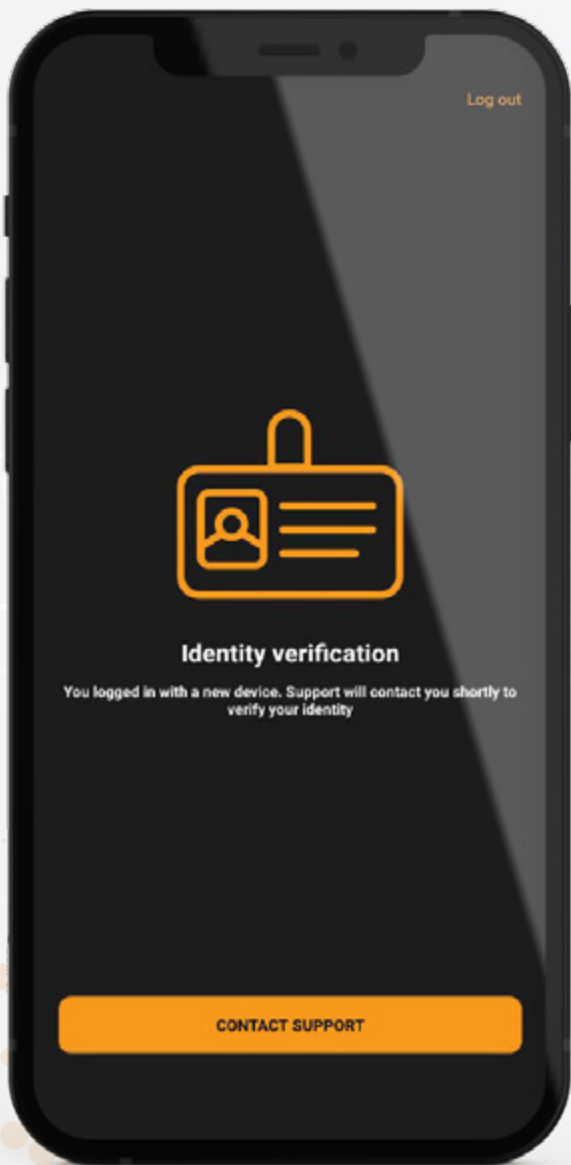 Log out
Identity verification
You logged in with a new device. Support will contact you shortly to
verify your identity
CONTACT SUPPORT